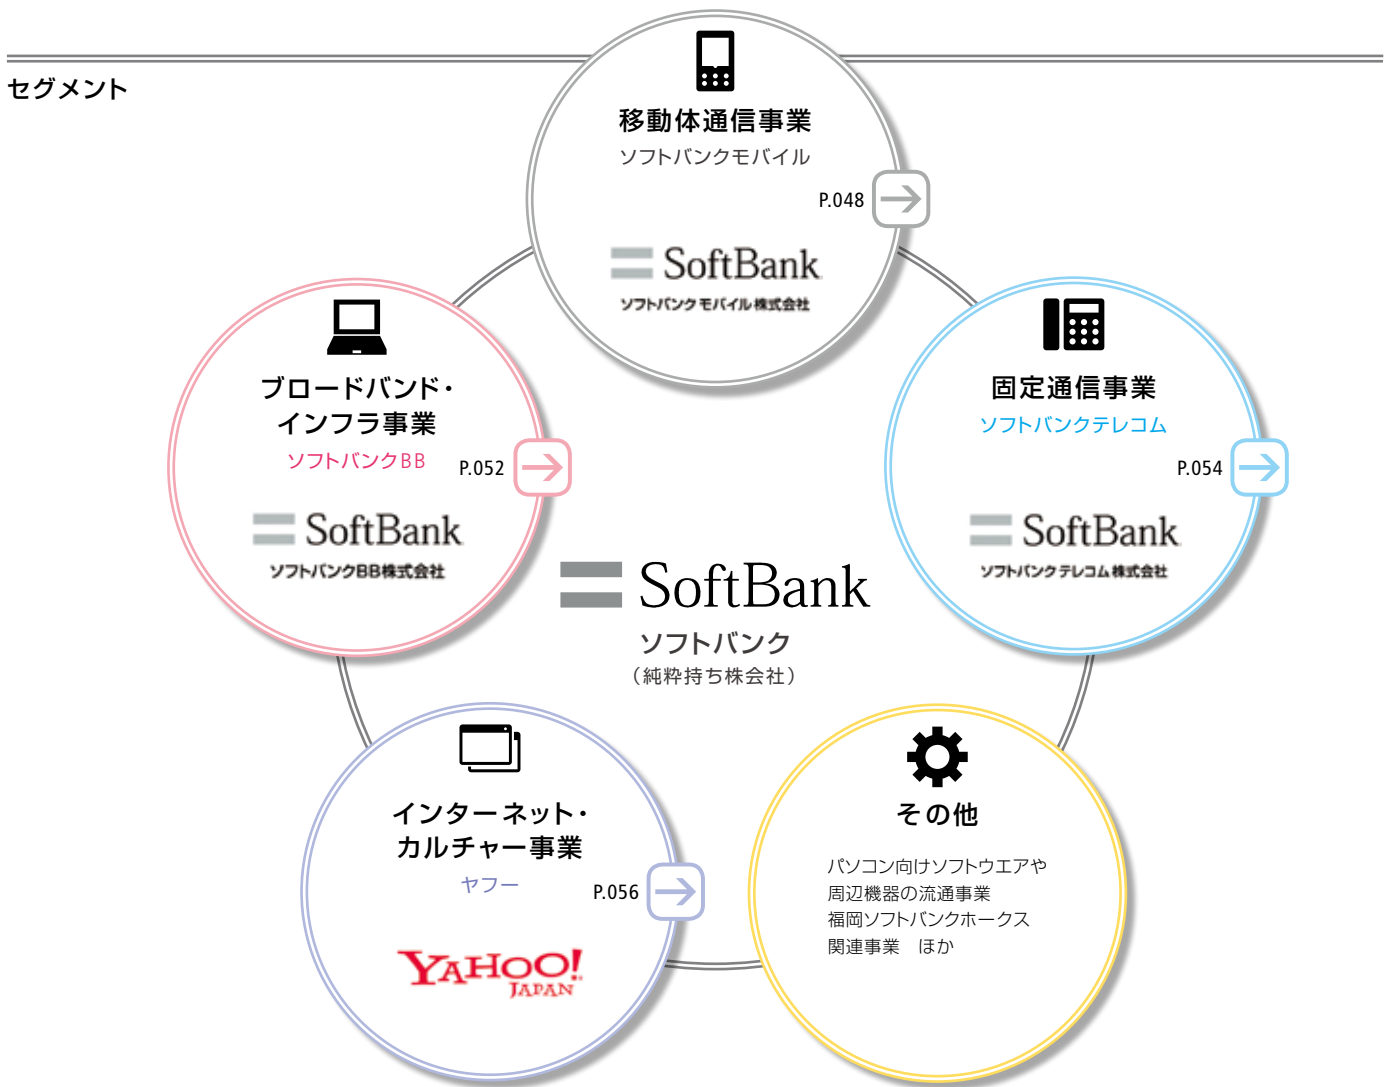 セグメント
移動体通信事業
ソフトバンクモバイル
P.048
SoftBank
ソフトバンクモバイル株式会社
ブロードバンド・
インフラ事業
ソフトバンクBB
P.052
SoftBank
ソフトバンクBB株式会社
固定通信事業
ソフトバンクテレコム
P.054
SoftBank
ソフトバンクテレコム株式会社
SoftBank
ソフトバンク
（純粋持ち株会社）
インターネット・
カルチャー事業
ヤフー
P.056
YAHOO!
JAPAN
その他
パソコン向けソフトウエアや
周辺機器の流通事業
福岡ソフトバンクホークス
関連事業　ほか